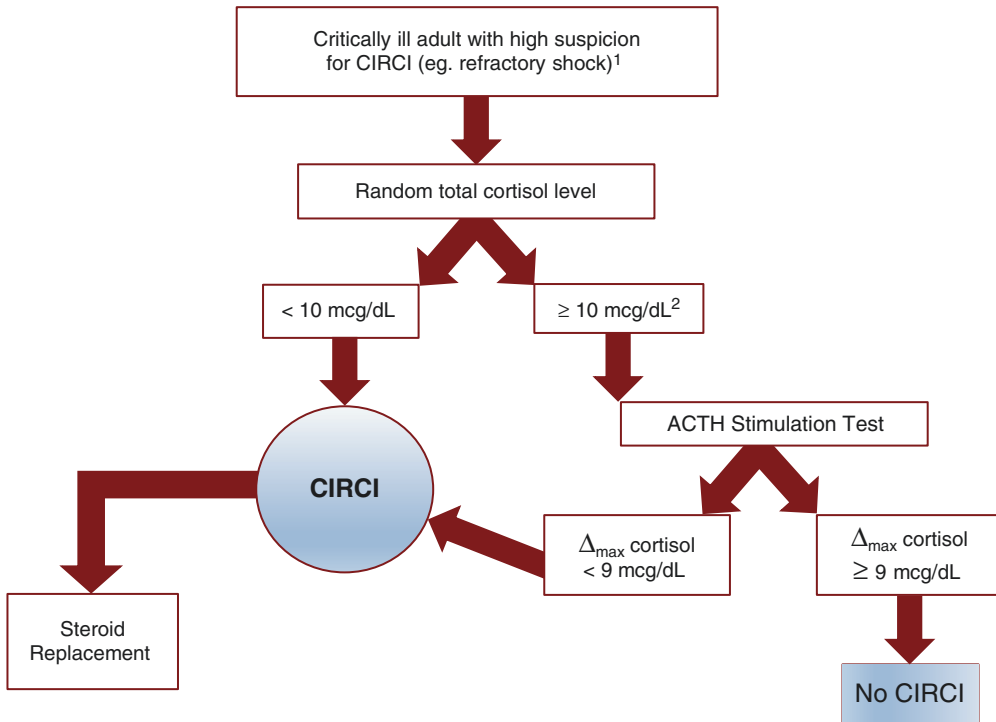 Critically ill adult with high suspicion
for CIRCI (eg. refractory shock)¹
Random total cortisol level
< 10 mcg/dL
≥ 10 mcg/dL²
ACTH Stimulation Test
CIRCI
Δmax cortisol
< 9 mcg/dL
Δmax cortisol
≥ 9 mcg/dL
Steroid
Replacement
No CIRCI